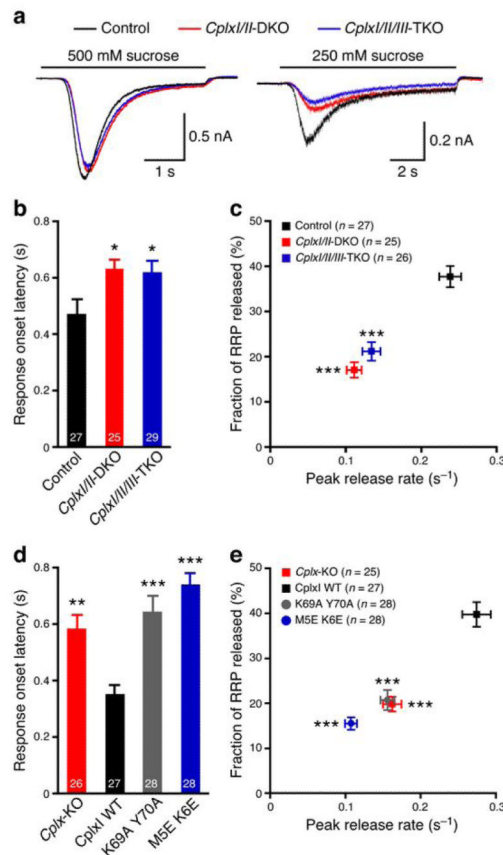 a
Control CplxI/II-DKO CplxI/II/III-TKO
500 mM sucrose 250 mM sucrose
0.5 nA
1 s
0.2 nA
2 s
b
Response onset latency (s)
0.8
0.6
0.4
0.2
0
* *
27 25 29
Control
CplxI/II-DKO
CplxI/II/III-TKO
c
Fraction of RRP released (%)
50
40
30
20
10
0
Control (n = 27)
CplxI/II-DKO (n = 25)
CplxI/II/III-TKO (n = 26)
***
***
0 0.1 0.2 0.3
Peak release rate (s⁻¹)
d
Response onset latency (s)
0.8
0.6
0.4
0.2
0
** *** ***
26 27 28 28
Cplx-KO
CplxI WT
K69A Y70A
M5E K6E
e
Fraction of RRP released (%)
50
40
30
20
10
0
Cplx-KO (n = 25)
CplxI WT (n = 27)
K69A Y70A (n = 28)
M5E K6E (n = 28)
***
***
***
0 0.1 0.2 0.3
Peak release rate (s⁻¹)